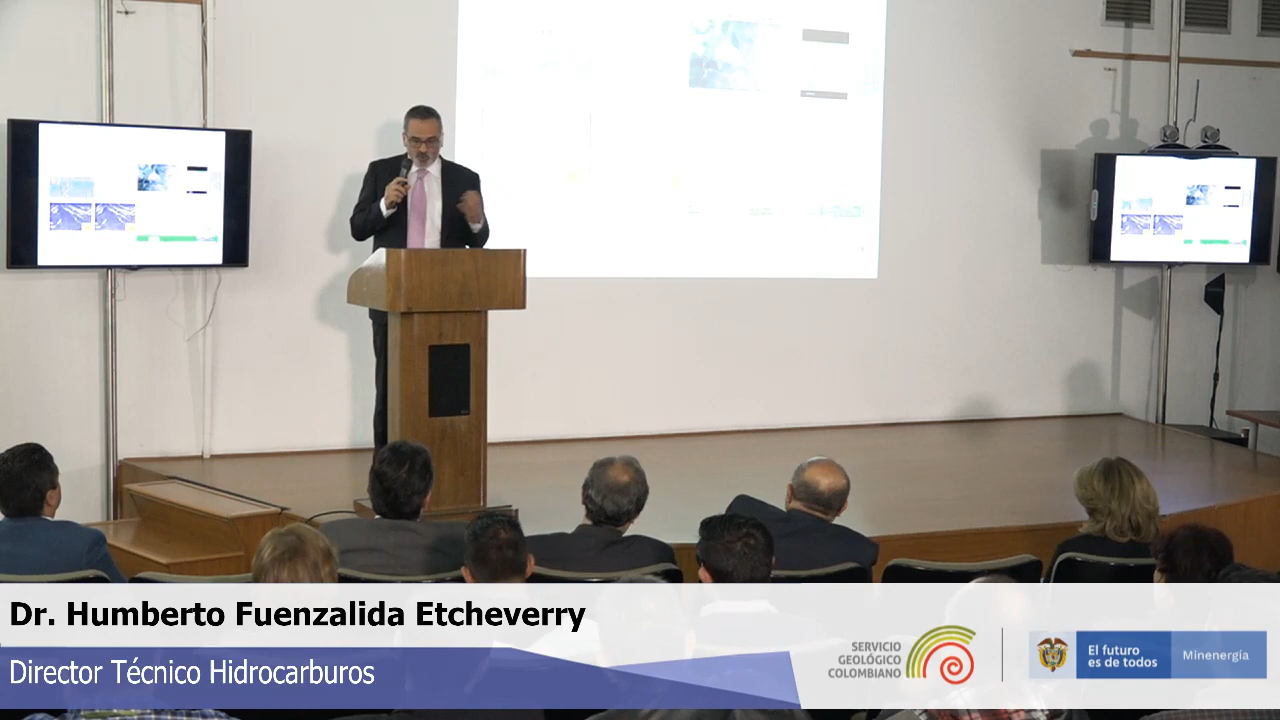 Dr. Humberto Fuenzalida Etcheverry
Director Técnico Hidrocarburos
SERVICIO
GEOLÓGICO
COLOMBIANO
El futuro
es de todos
Minenergía